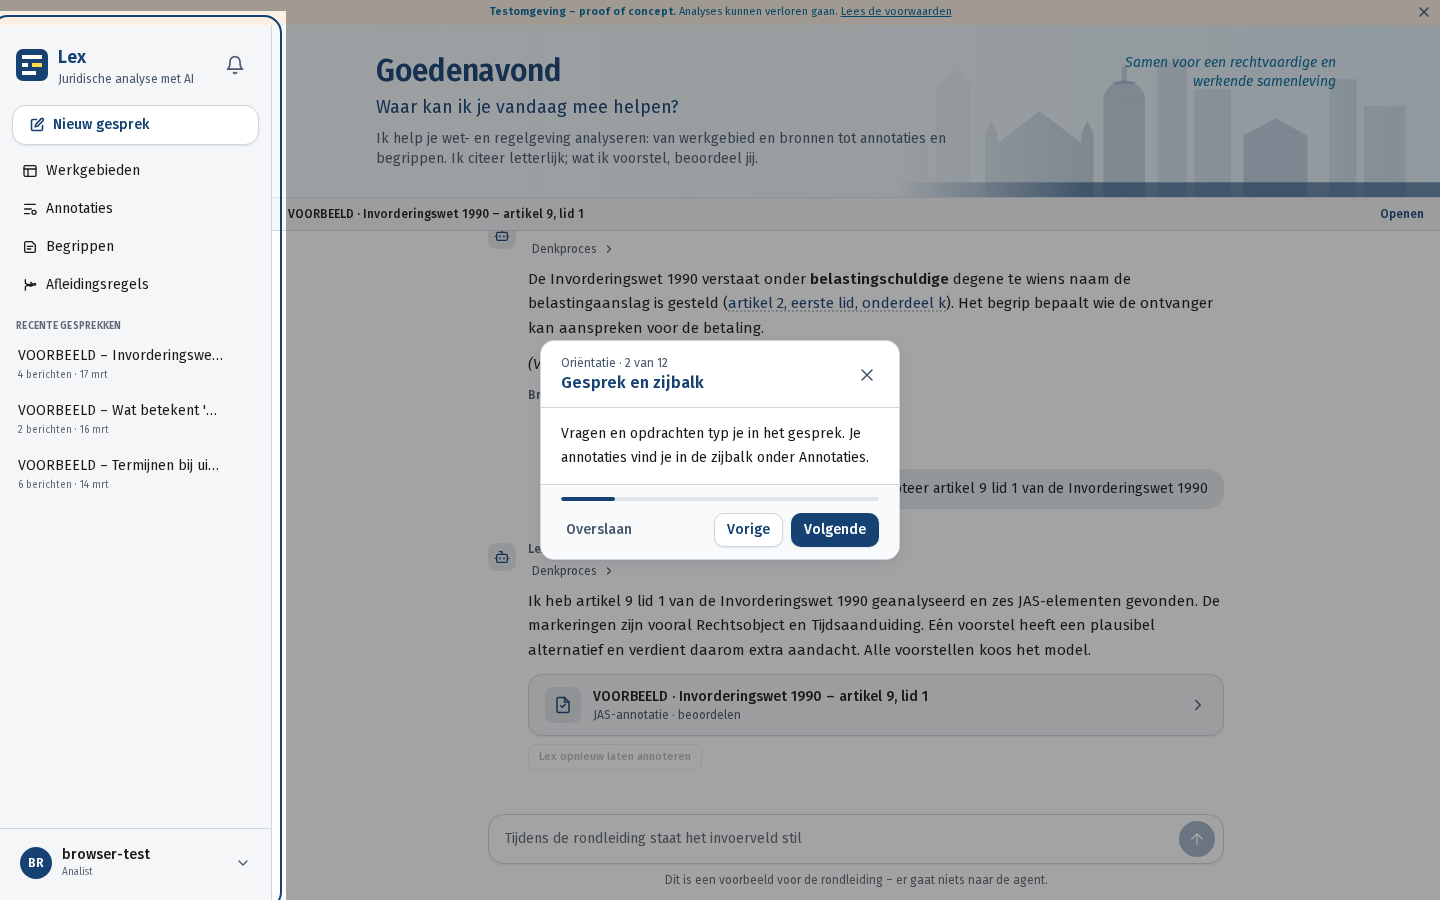 Testomgeving – proof of concept. Analyses kunnen verloren gaan. Lees de voorwaarden
Lex
Juridische analyse met AI
Nieuw gesprek
Werkgebieden
Annotaties
Begrippen
Afleidingsregels
RECENTE GESPREKKEN
VOORBEELD – Invorderingswe…
4 berichten · 17 mrt
VOORBEELD – Wat betekent '…
2 berichten · 16 mrt
VOORBEELD – Termijnen bij ui…
6 berichten · 14 mrt
BR
browser-test
Analist
Goedenavond
Waar kan ik je vandaag mee helpen?
Ik help je wet- en regelgeving analyseren: van werkgebied en bronnen tot annotaties en
begrippen. Ik citeer letterlijk; wat ik voorstel, beoordeel jij.
Samen voor een rechtvaardige en
werkende samenleving
VOORBEELD · Invorderingswet 1990 – artikel 9, lid 1
Openen
Denkproces
De Invorderingswet 1990 verstaat onder belastingschuldige degene te wiens naam de
belastingaanslag is gesteld (artikel 2, eerste lid, onderdeel k). Het begrip bepaalt wie de ontvanger
kan aanspreken voor de betaling.
Oriëntatie · 2 van 12
Gesprek en zijbalk
Vragen en opdrachten typ je in het gesprek. Je
annotaties vind je in de zijbalk onder Annotaties.
Overslaan
Vorige
Volgende
artikel 9 lid 1 van de Invorderingswet 1990
Denkproces
Ik heb artikel 9 lid 1 van de Invorderingswet 1990 geanalyseerd en zes JAS-elementen gevonden. De
markeringen zijn vooral Rechtsobject en Tijdsaanduiding. Eén voorstel heeft een plausibel
alternatief en verdient daarom extra aandacht. Alle voorstellen koos het model.
VOORBEELD · Invorderingswet 1990 – artikel 9, lid 1
JAS-annotatie · beoordelen
Lex opnieuw laten annoteren
Tijdens de rondleiding staat het invoerveld stil
Dit is een voorbeeld voor de rondleiding – er gaat niets naar de agent.